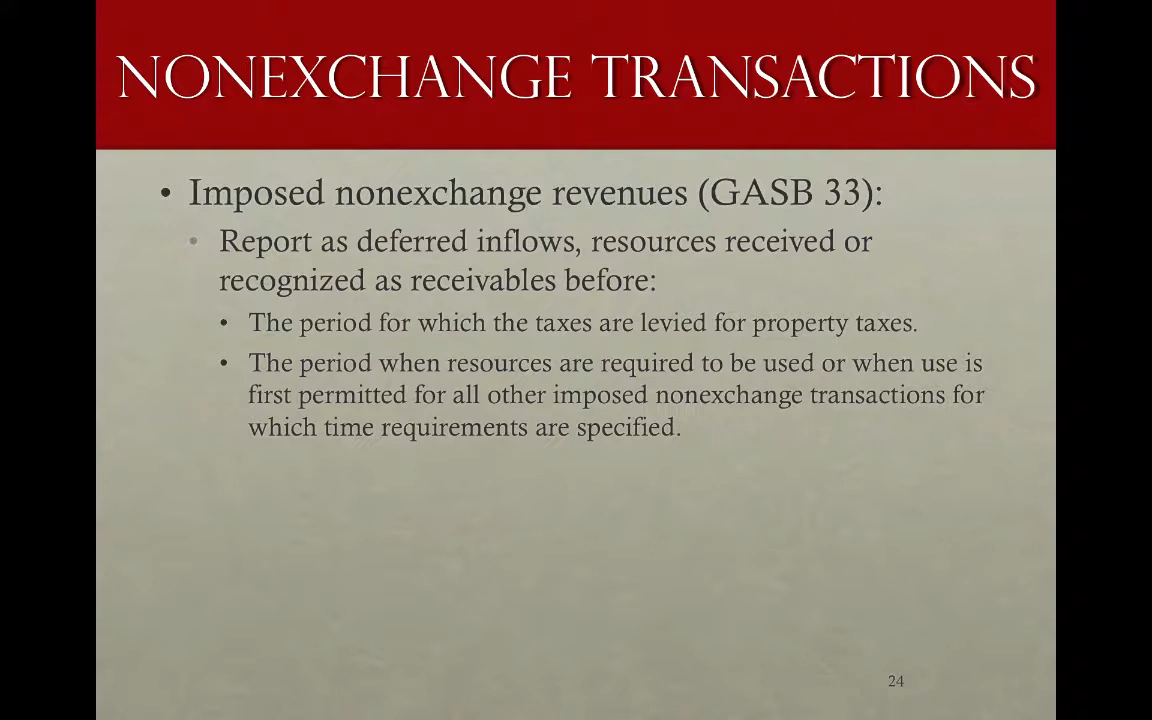 NONEXCHANGE TRANSACTIONS
• Imposed nonexchange revenues (GASB 33):
• Report as deferred inflows, resources received or
recognized as receivables before:
• The period for which the taxes are levied for property taxes.
• The period when resources are required to be used or when use is
first permitted for all other imposed nonexchange transactions for
which time requirements are specified.
24